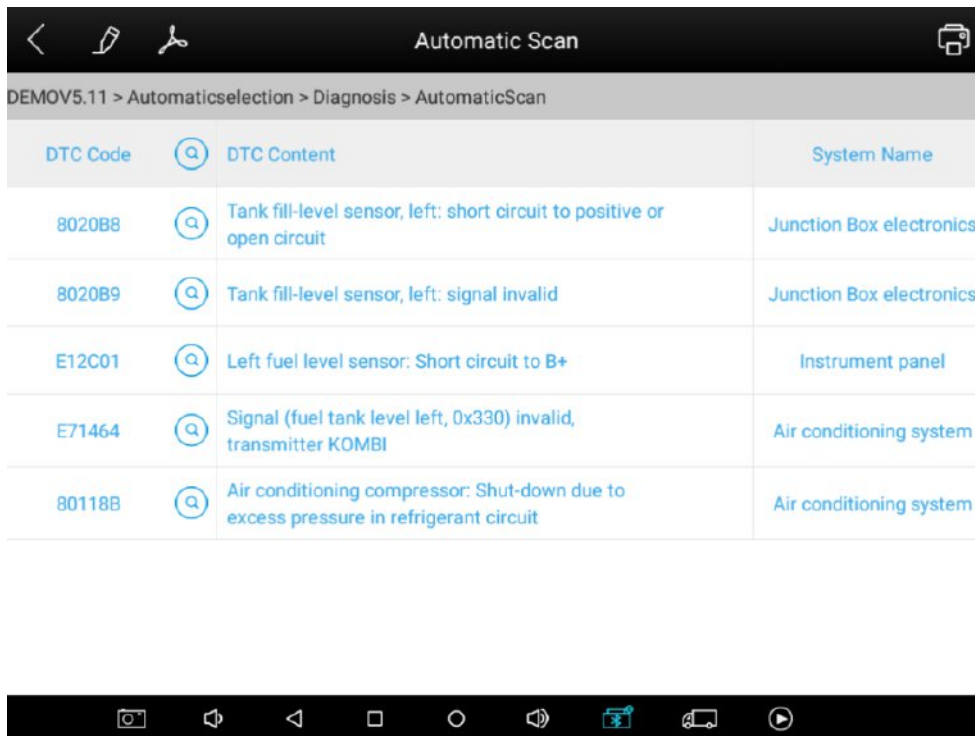 Automatic Scan
DEMOV5.11 > Automaticselection > Diagnosis > AutomaticScan
DTC Code DTC Content System Name
8020B8 Tank fill-level sensor, left: short circuit to positive or
open circuit Junction Box electronics
8020B9 Tank fill-level sensor, left: signal invalid Junction Box electronics
E12C01 Left fuel level sensor: Short circuit to B+ Instrument panel
E71464 Signal (fuel tank level left, 0x330) invalid,
transmitter KOMBI Air conditioning system
80118B Air conditioning compressor: Shut-down due to
excess pressure in refrigerant circuit Air conditioning system